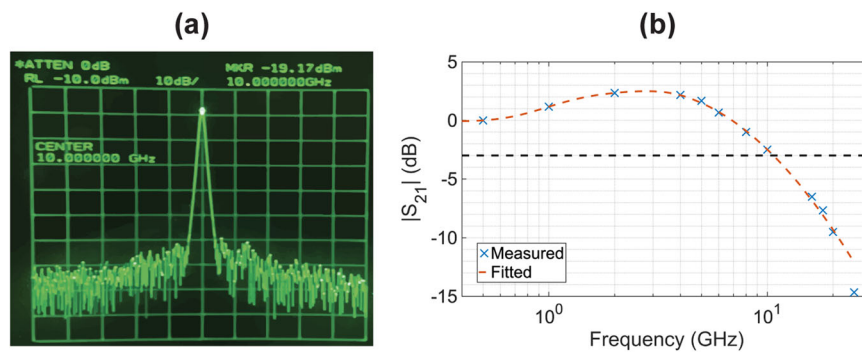 (a)
*ATTEN 0dB
MKR -19.17dBm
RL -10.0dBm
10dB/
10.000000GHz
CENTER
10.000000 GHz
(b)
|S21| (dB)
5
0
-5
-10
-15
Measured
Fitted
10^0
10^1
Frequency (GHz)